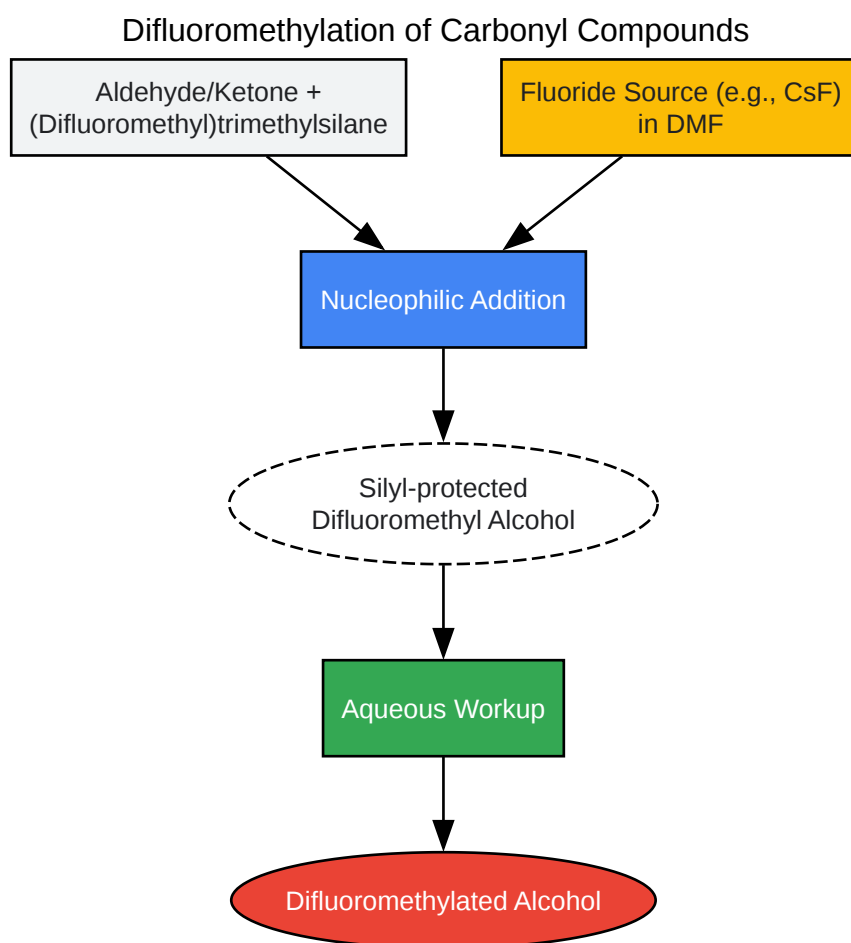 Difluoromethylation of Carbonyl Compounds
Aldehyde/Ketone +
(Difluoromethyl)trimethylsilane
Fluoride Source (e.g., CsF)
in DMF
Nucleophilic Addition
Silyl-protected
Difluoromethyl Alcohol
Aqueous Workup
Difluoromethylated Alcohol